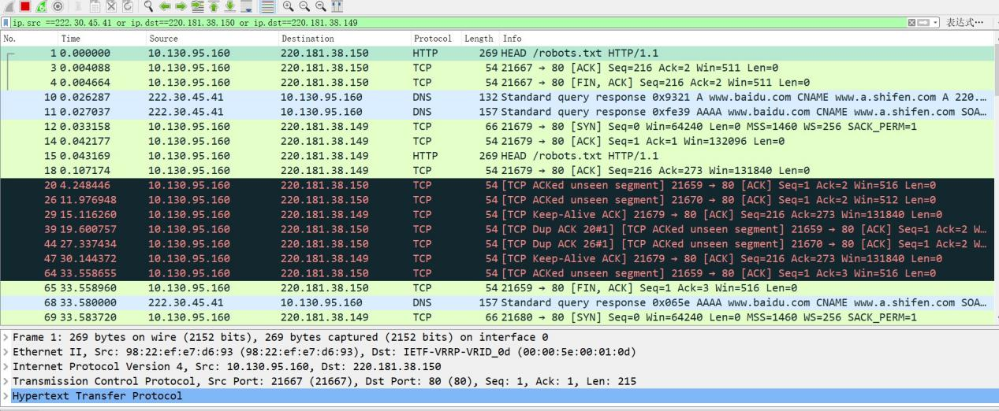 ip.src ==222.30.45.41 or ip.dst==220.181.38.150 or ip.dst==220.181.38.149 表达式…
No. Time Source Destination Protocol Length Info
1 0.000000 10.130.95.160 220.181.38.150 HTTP 269 HEAD /robots.txt HTTP/1.1
3 0.004088 10.130.95.160 220.181.38.150 TCP 54 21667 → 80 [ACK] Seq=216 Ack=2 Win=511 Len=0
4 0.004664 10.130.95.160 220.181.38.150 TCP 54 21667 → 80 [FIN, ACK] Seq=216 Ack=2 Win=511 Len=0
10 0.026287 222.30.45.41 10.130.95.160 DNS 132 Standard query response 0x9321 A www.baidu.com CNAME www.a.shifen.com A 220.…
11 0.027037 222.30.45.41 10.130.95.160 DNS 157 Standard query response 0xfe39 AAAA www.baidu.com CNAME www.a.shifen.com SOA…
12 0.033158 10.130.95.160 220.181.38.149 TCP 66 21679 → 80 [SYN] Seq=0 Win=64240 Len=0 MSS=1460 WS=256 SACK_PERM=1
14 0.042177 10.130.95.160 220.181.38.149 TCP 54 21679 → 80 [ACK] Seq=1 Ack=1 Win=132096 Len=0
15 0.043169 10.130.95.160 220.181.38.149 HTTP 269 HEAD /robots.txt HTTP/1.1
18 0.107174 10.130.95.160 220.181.38.149 TCP 54 21679 → 80 [ACK] Seq=216 Ack=273 Win=131840 Len=0
20 4.248446 10.130.95.160 220.181.38.150 TCP 54 [TCP ACKed unseen segment] 21659 → 80 [ACK] Seq=1 Ack=2 Win=516 Len=0
26 11.976948 10.130.95.160 220.181.38.150 TCP 54 [TCP ACKed unseen segment] 21670 → 80 [ACK] Seq=1 Ack=2 Win=512 Len=0
29 15.116260 10.130.95.160 220.181.38.149 TCP 54 [TCP Keep-Alive ACK] 21679 → 80 [ACK] Seq=216 Ack=273 Win=131840 Len=0
39 19.600757 10.130.95.160 220.181.38.150 TCP 54 [TCP Dup ACK 20#1] [TCP ACKed unseen segment] 21659 → 80 [ACK] Seq=1 Ack=2 W…
44 27.337434 10.130.95.160 220.181.38.150 TCP 54 [TCP Dup ACK 26#1] [TCP ACKed unseen segment] 21670 → 80 [ACK] Seq=1 Ack=2 W…
47 30.144372 10.130.95.160 220.181.38.149 TCP 54 [TCP Keep-Alive ACK] 21679 → 80 [ACK] Seq=216 Ack=273 Win=131840 Len=0
64 33.558655 10.130.95.160 220.181.38.150 TCP 54 [TCP ACKed unseen segment] 21659 → 80 [ACK] Seq=1 Ack=3 Win=516 Len=0
65 33.558960 10.130.95.160 220.181.38.150 TCP 54 21659 → 80 [FIN, ACK] Seq=1 Ack=3 Win=516 Len=0
68 33.580000 222.30.45.41 10.130.95.160 DNS 157 Standard query response 0x065e AAAA www.baidu.com CNAME www.a.shifen.com SOA…
69 33.583720 10.130.95.160 220.181.38.149 TCP 66 21680 → 80 [SYN] Seq=0 Win=64240 Len=0 MSS=1460 WS=256 SACK_PERM=1
Frame 1: 269 bytes on wire (2152 bits), 269 bytes captured (2152 bits) on interface 0
Ethernet II, Src: 98:22:ef:e7:d6:93 (98:22:ef:e7:d6:93), Dst: IETF-VRRP-VRID_0d (00:00:5e:00:01:0d)
Internet Protocol Version 4, Src: 10.130.95.160, Dst: 220.181.38.150
Transmission Control Protocol, Src Port: 21667 (21667), Dst Port: 80 (80), Seq: 1, Ack: 1, Len: 215
Hypertext Transfer Protocol